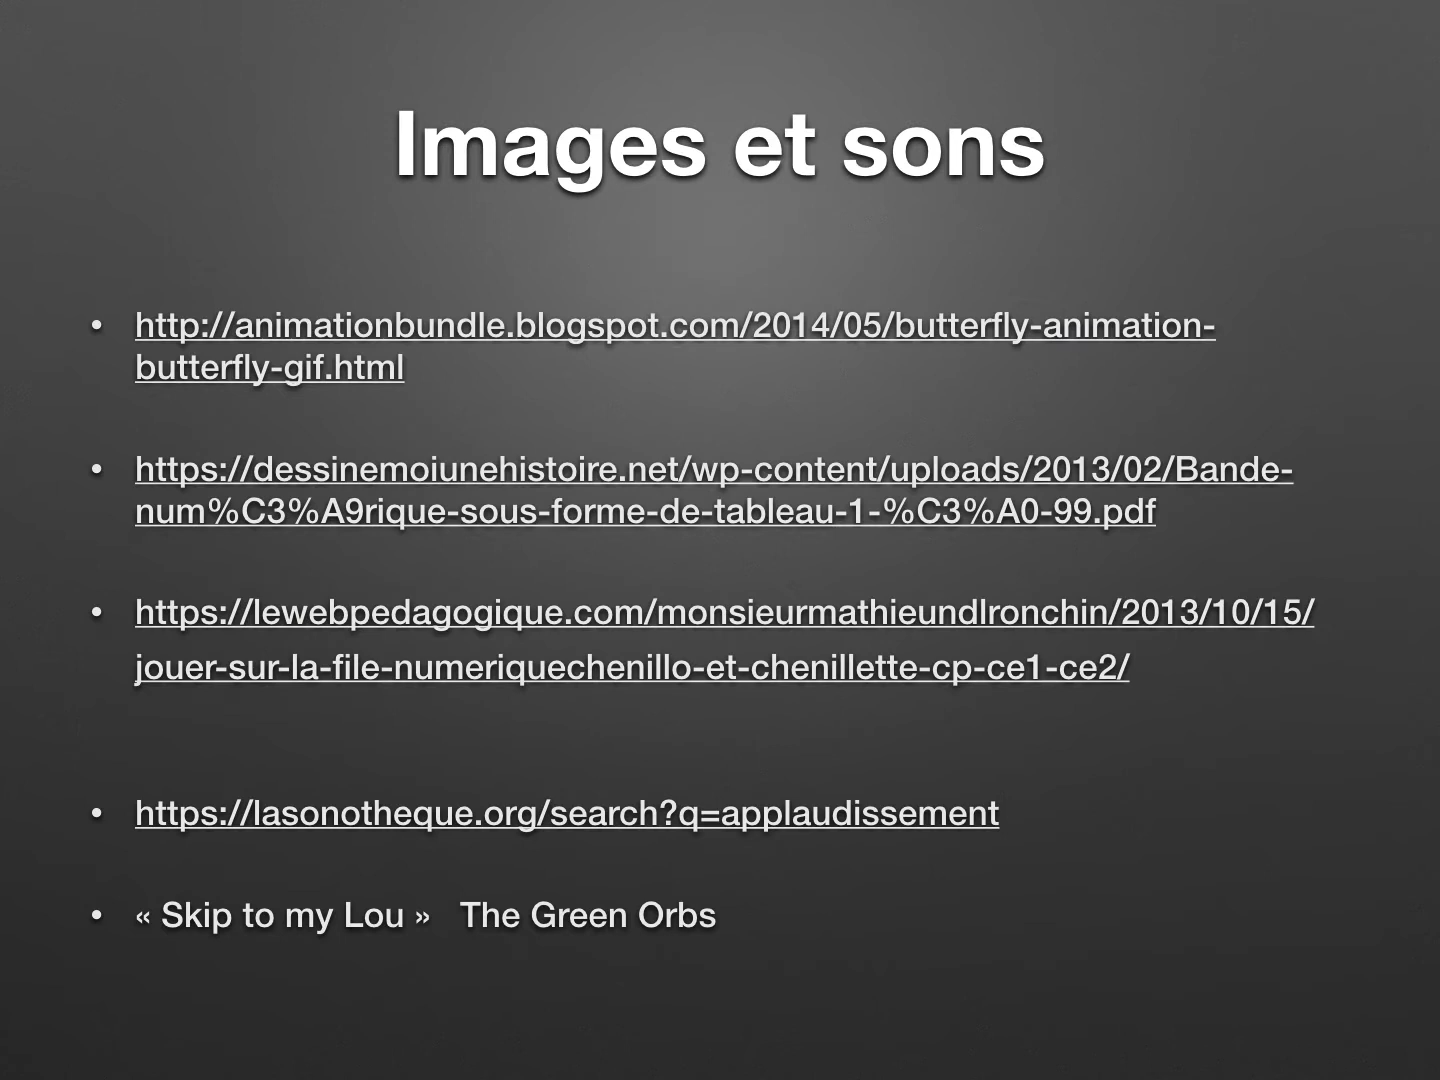 Images et sons
• http://animationbundle.blogspot.com/2014/05/butterfly-animation-
butterfly-gif.html
• https://dessinemoiunehistoire.net/wp-content/uploads/2013/02/Bande-
num%C3%A9rique-sous-forme-de-tableau-1-%C3%A0-99.pdf
• https://lewebpedagogique.com/monsieurmathieundlronchin/2013/10/15/
jouer-sur-la-file-numeriquechenillo-et-chenillette-cp-ce1-ce2/
• https://lasonotheque.org/search?q=applaudissement
• « Skip to my Lou »   The Green Orbs